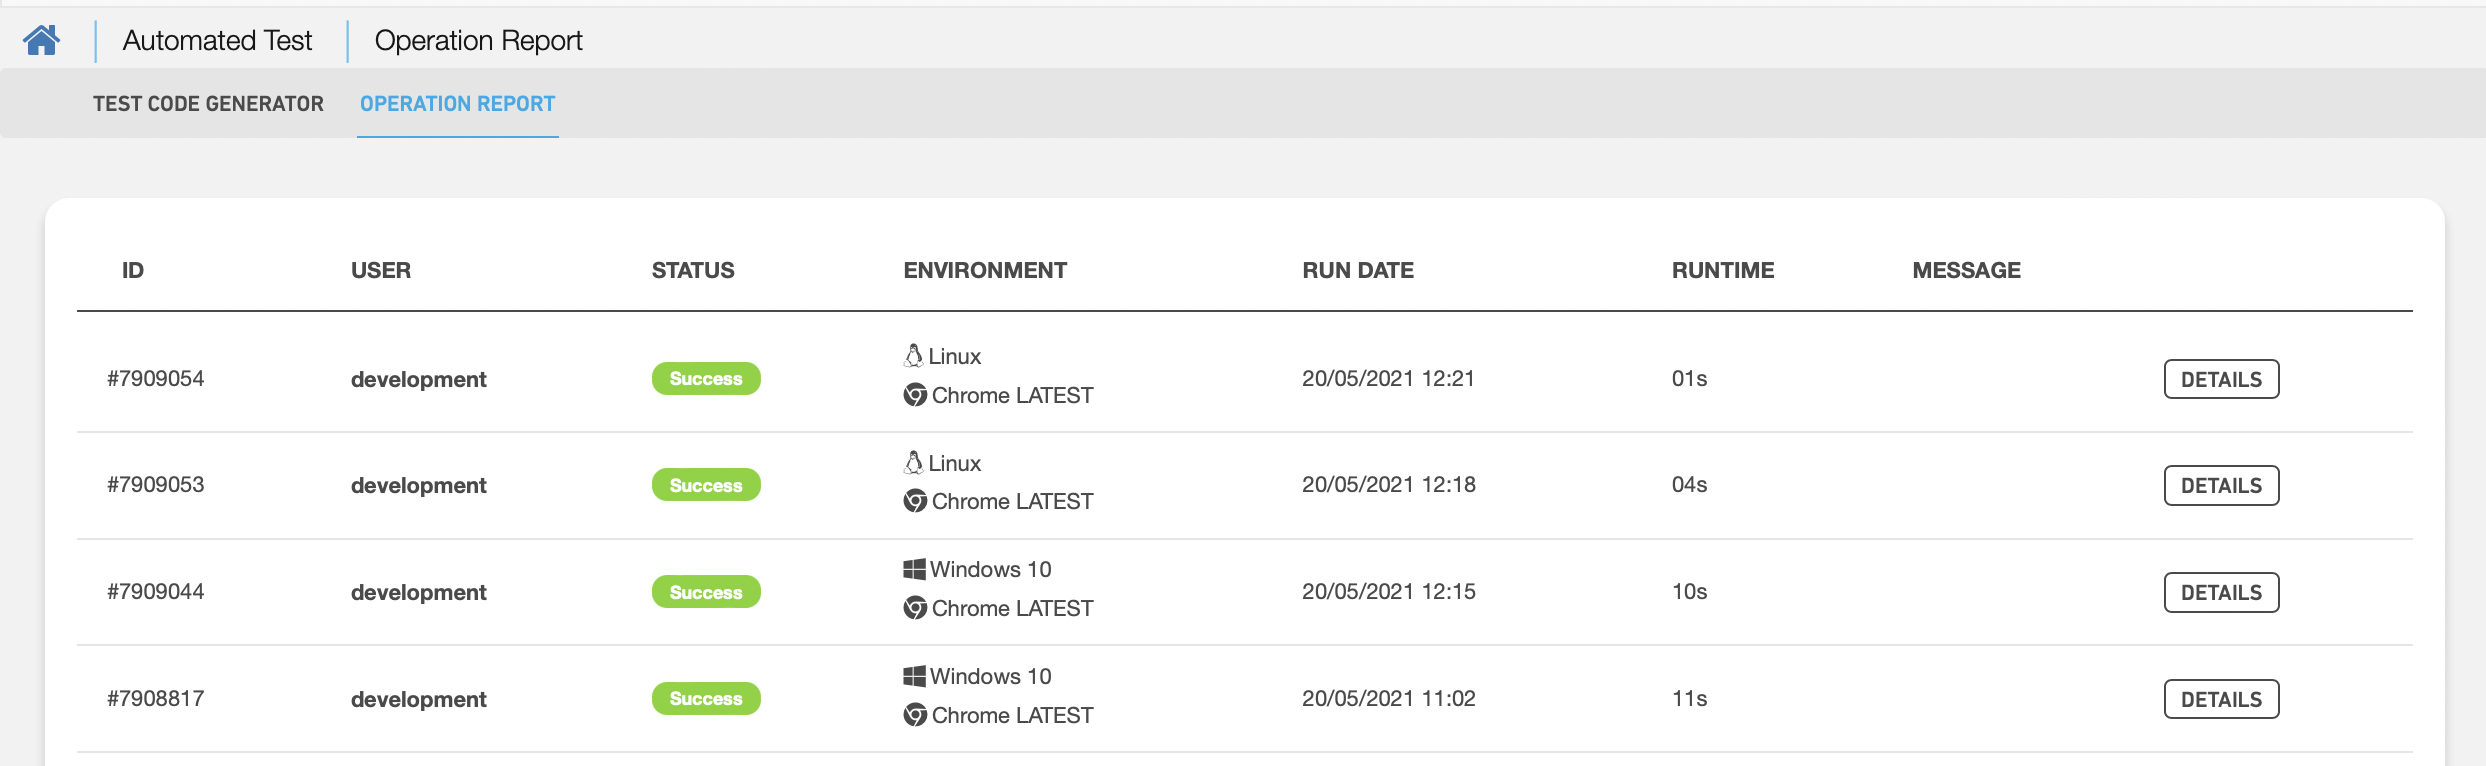 Automated Test Operation Report
TEST CODE GENERATOR OPERATION REPORT
ID USER STATUS ENVIRONMENT RUN DATE RUNTIME MESSAGE
#7909054 development Success Linux 20/05/2021 12:21 01s DETAILS
Chrome LATEST
#7909053 development Success Linux 20/05/2021 12:18 04s DETAILS
Chrome LATEST
#7909044 development Success Windows 10 20/05/2021 12:15 10s DETAILS
Chrome LATEST
#7908817 development Success Windows 10 20/05/2021 11:02 11s DETAILS
Chrome LATEST